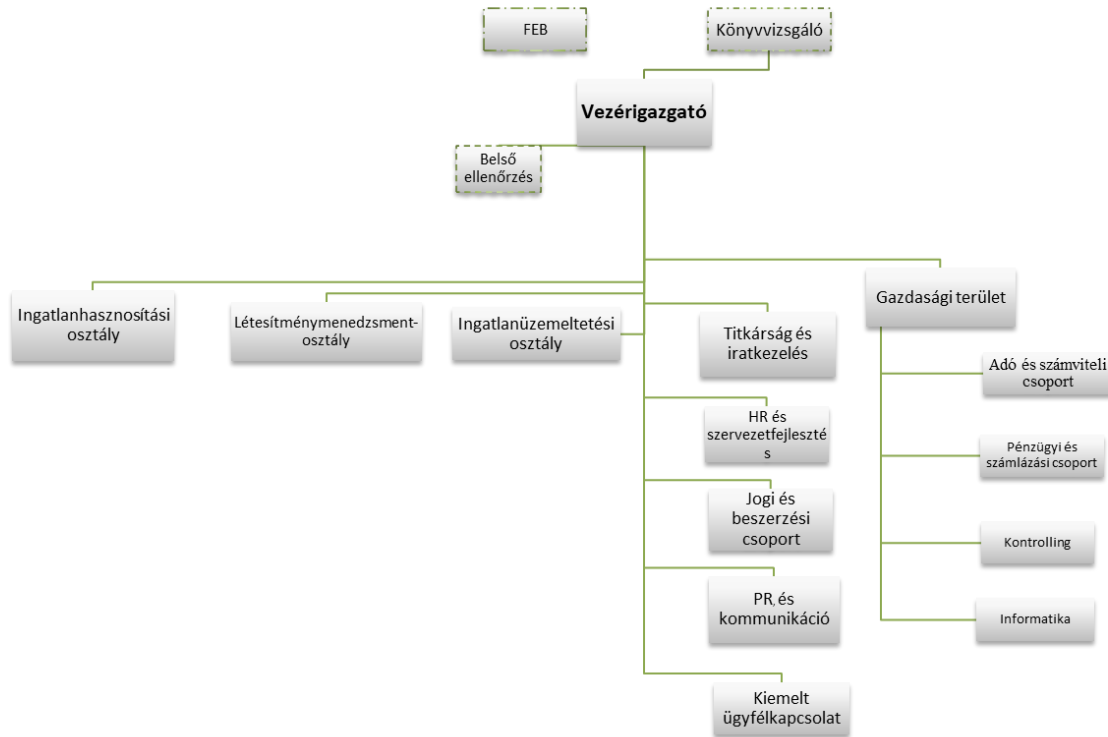 FEB
Könyvvizsgáló
Vezérigazgató
Belső
ellenőrzés
Ingatlanhasznosítási
osztály
Létesítménymenedzsment-
osztály
Ingatlanüzemeltetési
osztály
Titkárság és
iratkezelés
HR és
szervezetfejleszté
s
Jogi és
beszerzési
csoport
PR, és
kommunikáció
Kiemelt
ügyfélkapcsolat
Gazdasági terület
Adó és számviteli
csoport
Pénzügyi és
számlázási csoport
Kontrolling
Informatika